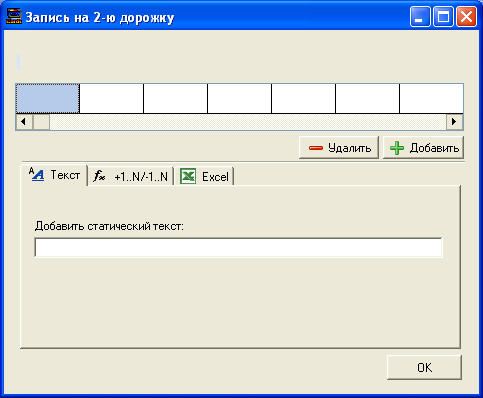 Запись на 2-ю дорожку
Удалить
Добавить
Текст
+1..N/-1..N
Excel
Добавить статический текст:
OK